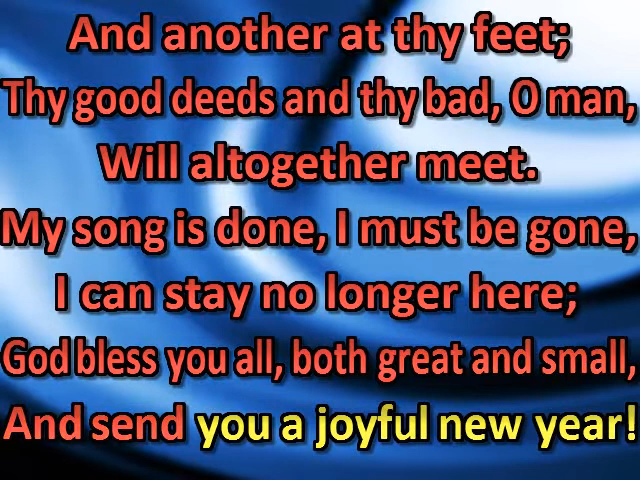 And another at thy feet;
Thy good deeds and thy bad, O man,
Will altogether meet.
My song is done, I must be gone,
I can stay no longer here;
God bless you all, both great and small,
And send you a joyful new year!